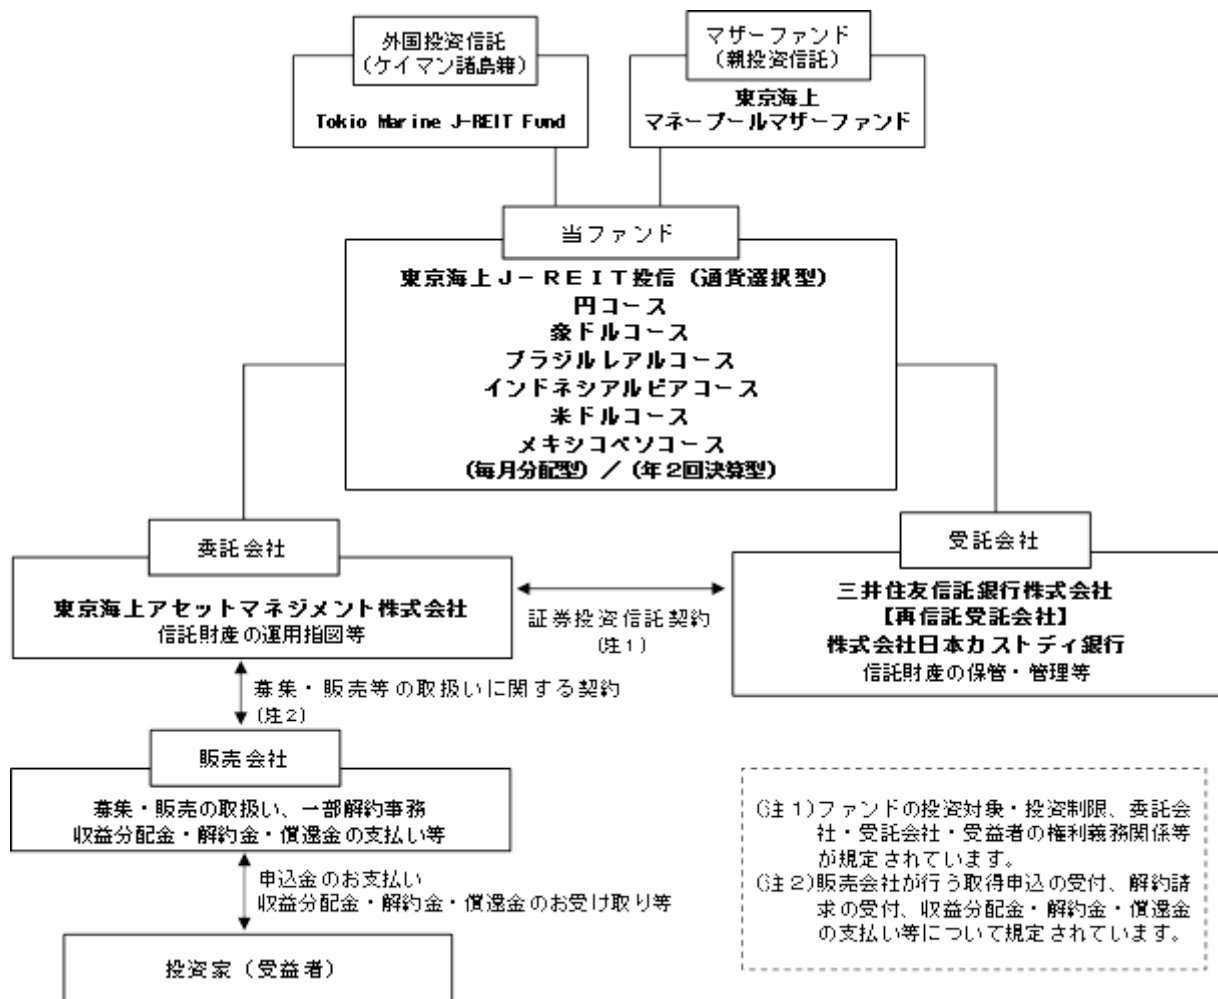 外国投資信託
（ケイマン諸島籍）
Tokio Marine J-REIT Fund
マザーファンド
（親投資信託）
東京海上
マネープールマザーファンド
当ファンド
東京海上Ｊ－ＲＥＩＴ投信（通貨選択型）
円コース
豪ドルコース
ブラジルレアルコース
インドネシアルピアコース
米ドルコース
メキシコペソコース
(毎月分配型）／（年２回決算型)
委託会社
東京海上アセットマネジメント株式会社
信託財産の運用指図等
証券投資信託契約
(注１)
受託会社
三井住友信託銀行株式会社
【再信託受託会社】
株式会社日本カストディ銀行
信託財産の保管・管理等
募集・販売等の取扱いに関する契約
(注２)
販売会社
募集・販売の取扱い、一部解約事務
収益分配金・解約金・償還金の支払い等
申込金のお支払い
収益分配金・解約金・償還金のお受け取り等
投資家（受益者）
(注１)ファンドの投資対象・投資制限、委託会
社・受託会社・受益者の権利義務関係等
が規定されています。
(注２)販売会社が行う取得申込の受付、解約請
求の受付、収益分配金・解約金・償還金
の支払い等について規定されています。